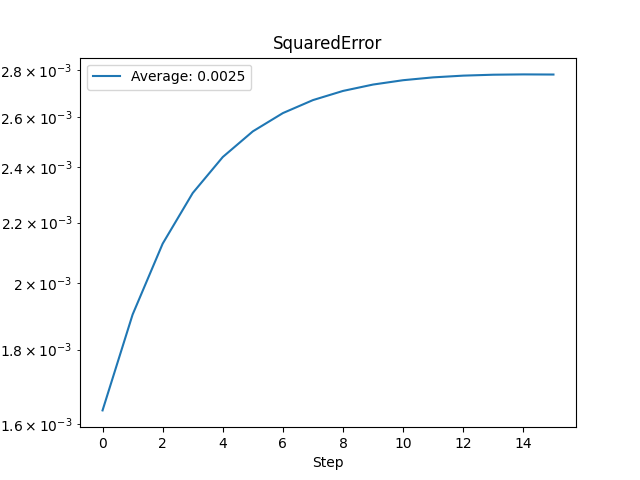 SquaredError
Average: 0.0025
2.8 × 10⁻³
2.6 × 10⁻³
2.4 × 10⁻³
2.2 × 10⁻³
2 × 10⁻³
1.8 × 10⁻³
1.6 × 10⁻³
0 2 4 6 8 10 12 14
Step